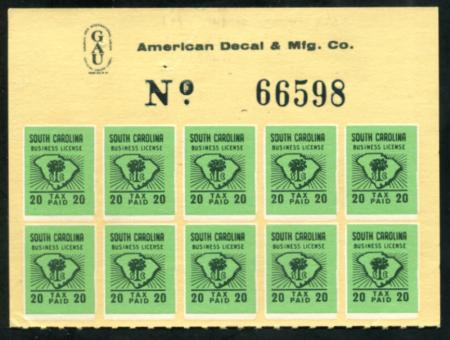 GAU
American Decal & Mfg. Co.
No. 66598
SOUTH CAROLINA SOUTH CAROLINA SOUTH CAROLINA SOUTH CAROLINA SOUTH CAROLINA
BUSINESS LICENSE BUSINESS LICENSE BUSINESS LICENSE BUSINESS LICENSE BUSINESS LICENSE
20 TAX 20 20 TAX 20 20 TAX 20 20 TAX 20 20 TAX 20
PAID PAID PAID PAID PAID
SOUTH CAROLINA SOUTH CAROLINA SOUTH CAROLINA SOUTH CAROLINA SOUTH CAROLINA
BUSINESS LICENSE BUSINESS LICENSE BUSINESS LICENSE BUSINESS LICENSE BUSINESS LICENSE
20 TAX 20 20 TAX 20 20 TAX 20 20 TAX 20 20 TAX 20
PAID PAID PAID PAID PAID